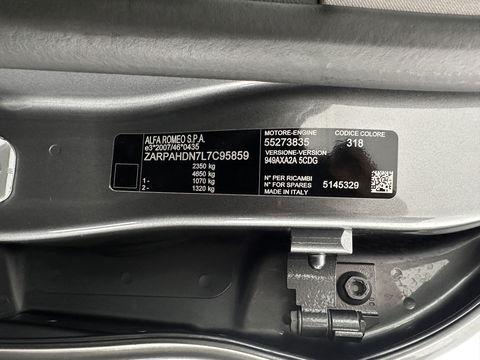 ALFA ROMEO S.P.A.
e3*2007/46*0435
ZARPAHDN7L7C95859
2350 kg
4650 kg
1- 1070 kg
2- 1320 kg
MOTORE-ENGINE
55273835
CODICE COLORE
318
VERSIONE-VERSION
949AXA2A 5CDG
N° PER RICAMBI
N° FOR SPARES 5145329
MADE IN ITALY